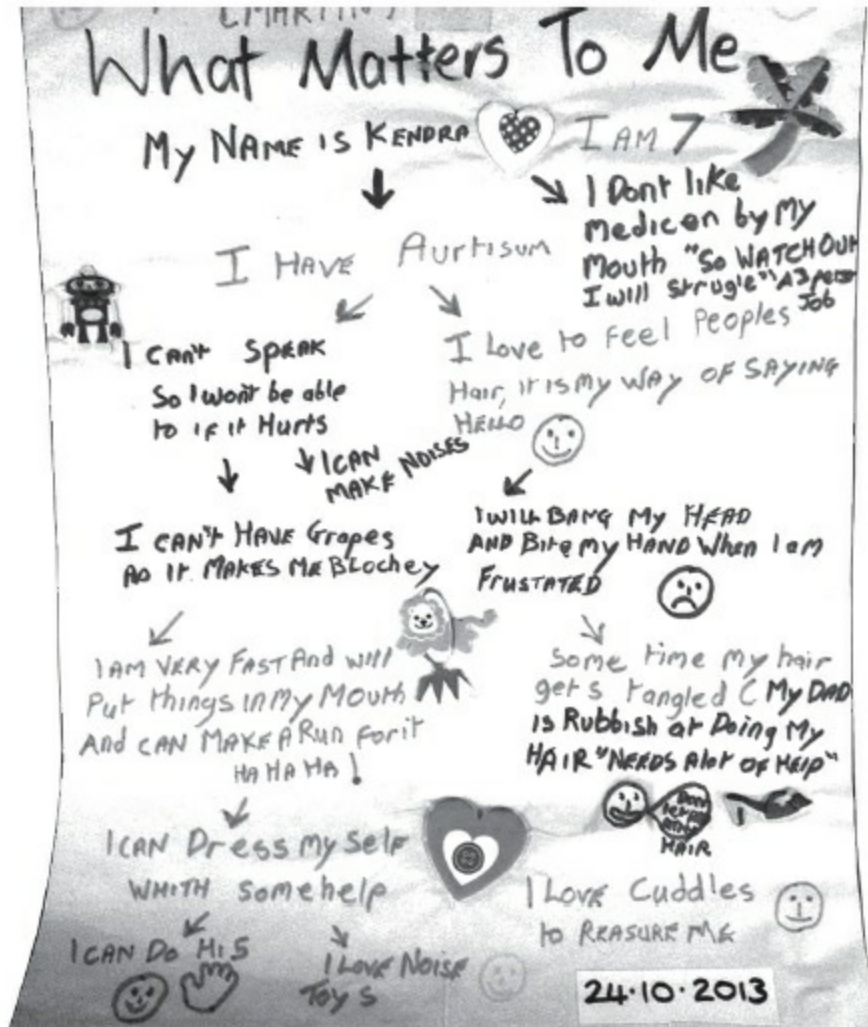 What Matters To Me
My NAME IS KENDRA
I AM 7
I Dont like
Medicen by My
Mouth "So WATCH OUT
I will strugle" A 3 
Job
I HAVE Aurtisum
I CAn't SPEAK
So I won't be able
to if it Hurts
I CAN
MAKE NOISES
I Love to Feel Peoples
Hair, it is my WAY OF SAYING
HELLO
I CAN'T HAVE Grapes
AS IT MAKES ME BLochey
I WILL BANG My HEAD
AND Bite my HAND When I am
FRUSTATED
I AM VERY FAST And will
Put things in My Mouth
And CAN MAKE A RUN For it
HA HA HA!
Some time my hair
gets tangled ( My DAD
is Rubbish at Doing My
HAIR "NEEDS Alot OF HElp"
HAIR
I CAN Dress my Self
WHITH some help
I CAN Do Hi 5
I LOVE NOISE
Toys
I LOVE Cuddles
to REASURE ME
24·10·2013